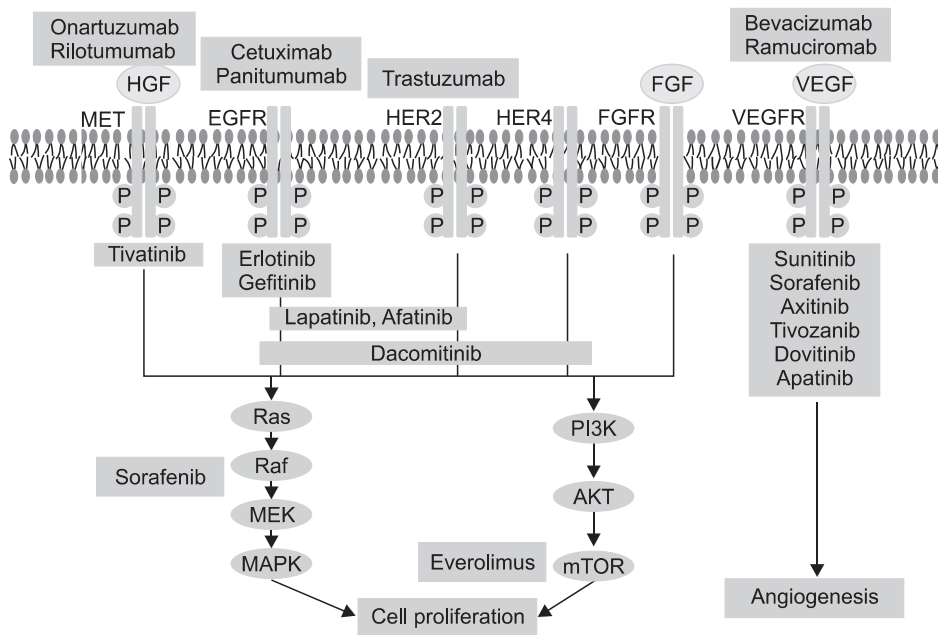 Onartuzumab
Rilotumumab
HGF
Cetuximab
Panitumumab
Trastuzumab
FGF
Bevacizumab
Ramuciromab
VEGF
MET
EGFR
HER2
HER4
FGFR
VEGFR
P P P P P P P P P P P P
P P P P P P P P P P P P
Tivatinib
Erlotinib
Gefitinib
Lapatinib, Afatinib
Dacomitinib
Sunitinib
Sorafenib
Axitinib
Tivozanib
Dovitinib
Apatinib
Ras
Raf
MEK
MAPK
Sorafenib
PI3K
AKT
mTOR
Everolimus
Cell proliferation
Angiogenesis